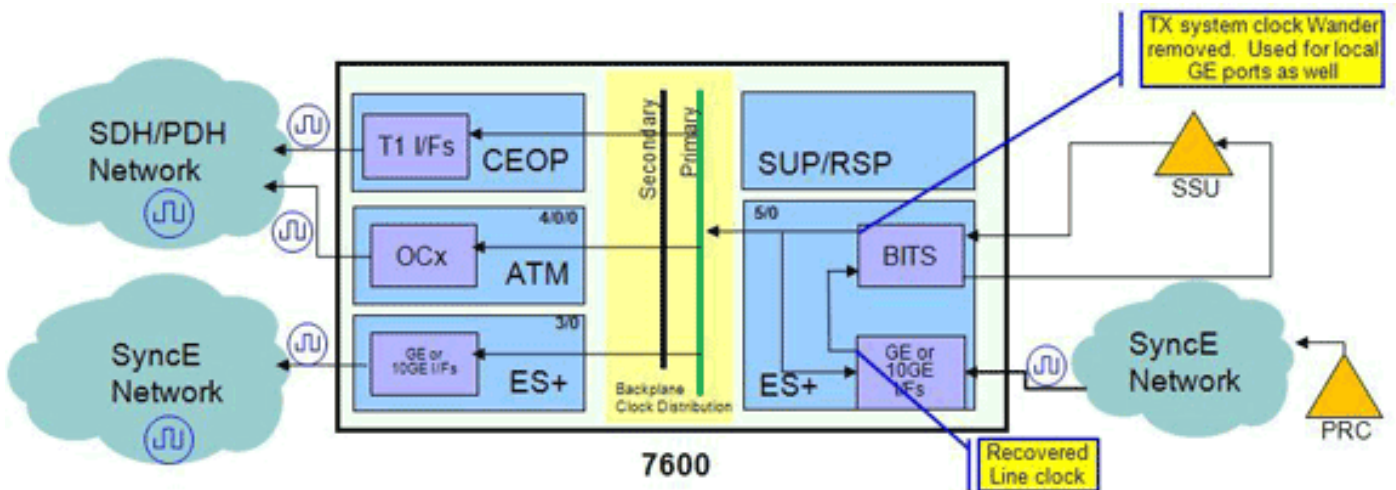 TX system clock Wander
removed. Used for local
GE ports as well
SDH/PDH
Network
T1 I/Fs
CEOP
Secondary
Primary
SUP/RSP
SSU
4/0/0
OCx
ATM
5/0
BITS
SyncE
Network
3/0
GE or
10GE I/Fs
ES+
Backplane
Clock Distribution
GE or
10GE
I/Fs
ES+
SyncE
Network
PRC
7600
Recovered
Line clock